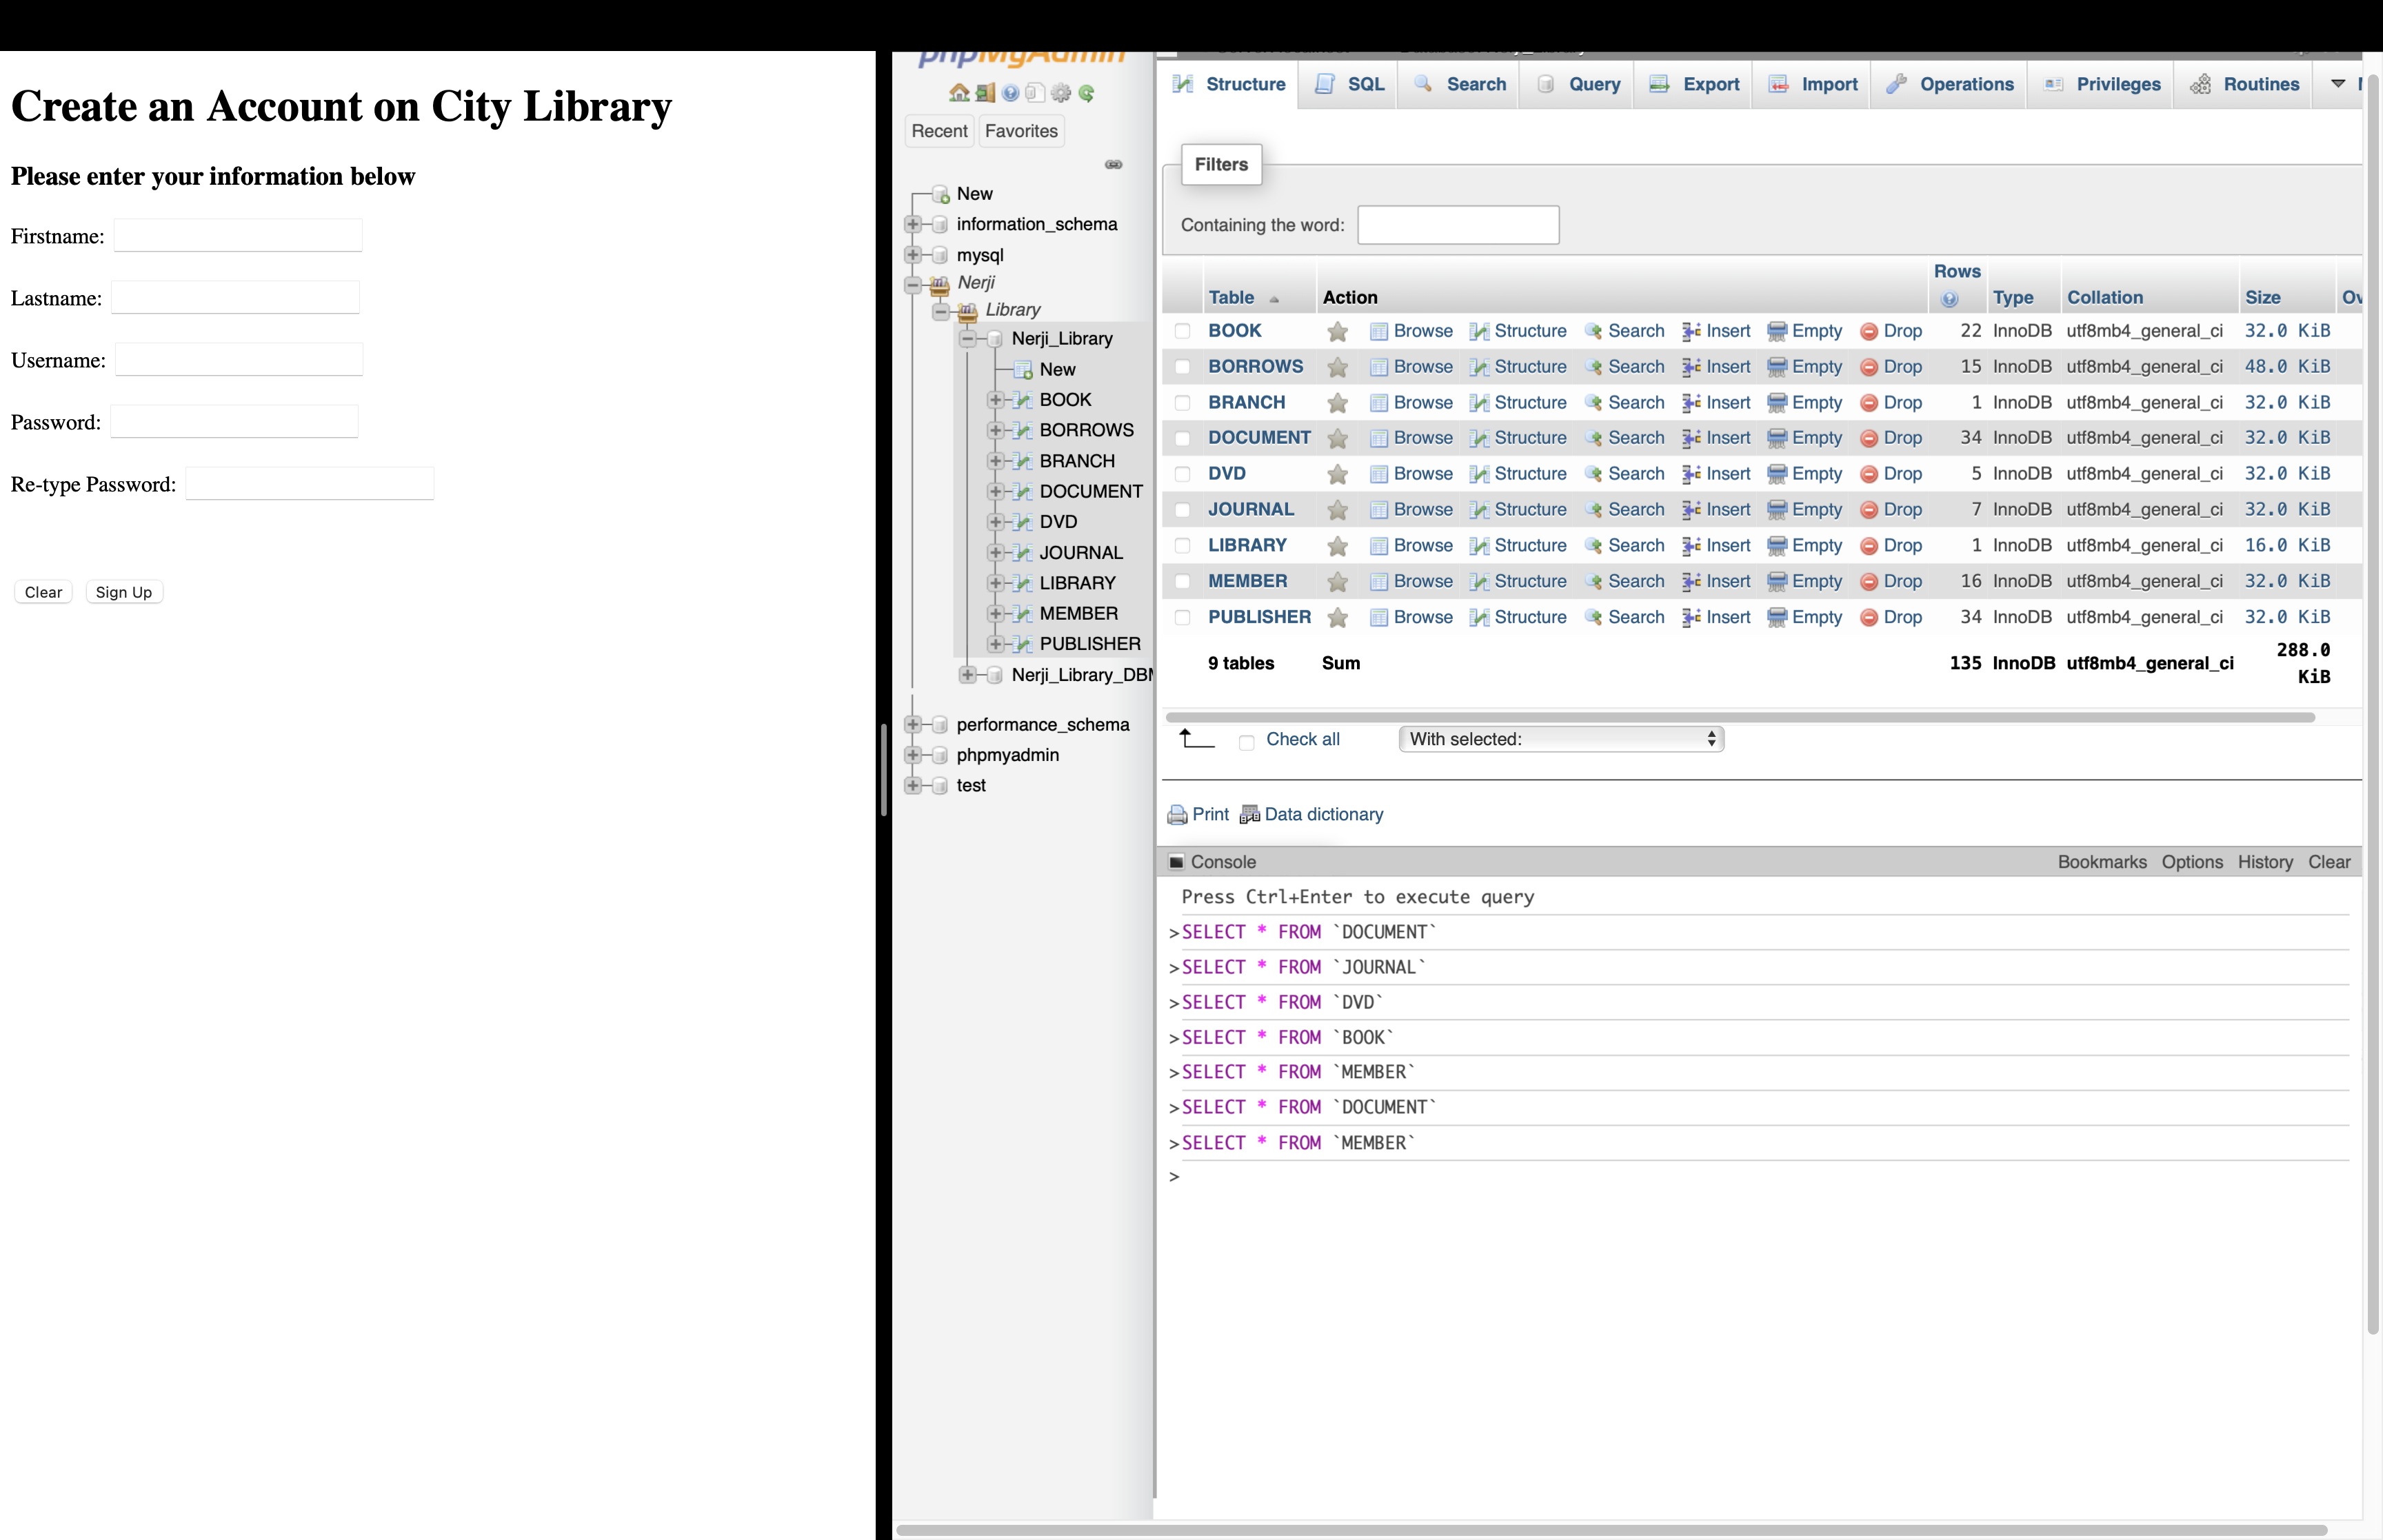 Create an Account on City Library
Please enter your information below
Firstname:
Lastname:
Username:
Password:
Re-type Password:
Clear Sign Up
phpMyAdmin
Recent Favorites
New
information_schema
mysql
Nerji
Library
Nerji_Library
New
BOOK
BORROWS
BRANCH
DOCUMENT
DVD
JOURNAL
LIBRARY
MEMBER
PUBLISHER
Nerji_Library_DB
performance_schema
phpmyadmin
test
Structure SQL Search Query Export Import Operations Privileges Routines
Filters
Containing the word:
Table Action Rows Type Collation Size Ov
BOOK Browse Structure Search Insert Empty Drop 22 InnoDB utf8mb4_general_ci 32.0 KiB
BORROWS Browse Structure Search Insert Empty Drop 15 InnoDB utf8mb4_general_ci 48.0 KiB
BRANCH Browse Structure Search Insert Empty Drop 1 InnoDB utf8mb4_general_ci 32.0 KiB
DOCUMENT Browse Structure Search Insert Empty Drop 34 InnoDB utf8mb4_general_ci 32.0 KiB
DVD Browse Structure Search Insert Empty Drop 5 InnoDB utf8mb4_general_ci 32.0 KiB
JOURNAL Browse Structure Search Insert Empty Drop 7 InnoDB utf8mb4_general_ci 32.0 KiB
LIBRARY Browse Structure Search Insert Empty Drop 1 InnoDB utf8mb4_general_ci 16.0 KiB
MEMBER Browse Structure Search Insert Empty Drop 16 InnoDB utf8mb4_general_ci 32.0 KiB
PUBLISHER Browse Structure Search Insert Empty Drop 34 InnoDB utf8mb4_general_ci 32.0 KiB
9 tables Sum 135 InnoDB utf8mb4_general_ci 288.0 KiB
Check all With selected:
Print Data dictionary
Console Bookmarks Options History Clear
Press Ctrl+Enter to execute query
>SELECT * FROM `DOCUMENT`
>SELECT * FROM `JOURNAL`
>SELECT * FROM `DVD`
>SELECT * FROM `BOOK`
>SELECT * FROM `MEMBER`
>SELECT * FROM `DOCUMENT`
>SELECT * FROM `MEMBER`
>